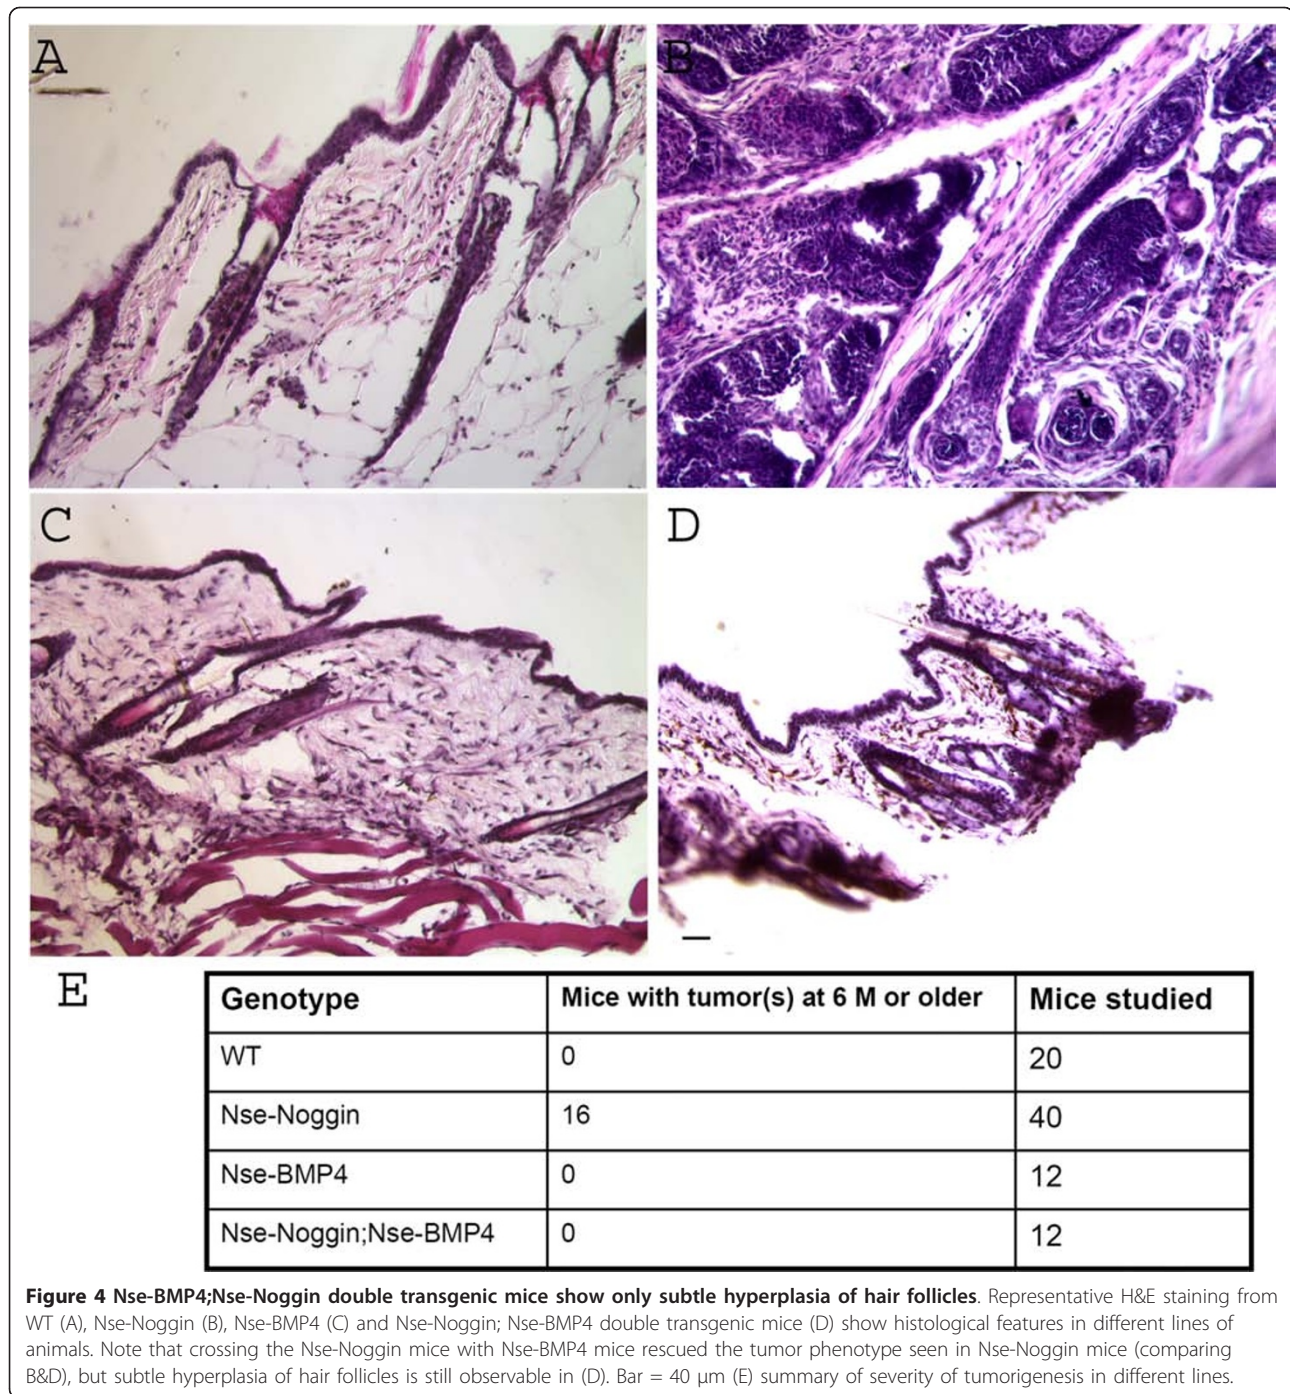 A
B
C
D
E
Genotype Mice with tumor(s) at 6 M or older Mice studied
WT 0 20
Nse-Noggin 16 40
Nse-BMP4 0 12
Nse-Noggin;Nse-BMP4 0 12
Figure 4 Nse-BMP4;Nse-Noggin double transgenic mice show only subtle hyperplasia of hair follicles. Representative H&E staining from
WT (A), Nse-Noggin (B), Nse-BMP4 (C) and Nse-Noggin; Nse-BMP4 double transgenic mice (D) show histological features in different lines of
animals. Note that crossing the Nse-Noggin mice with Nse-BMP4 mice rescued the tumor phenotype seen in Nse-Noggin mice (comparing
B&D), but subtle hyperplasia of hair follicles is still observable in (D). Bar = 40 μm (E) summary of severity of tumorigenesis in different lines.